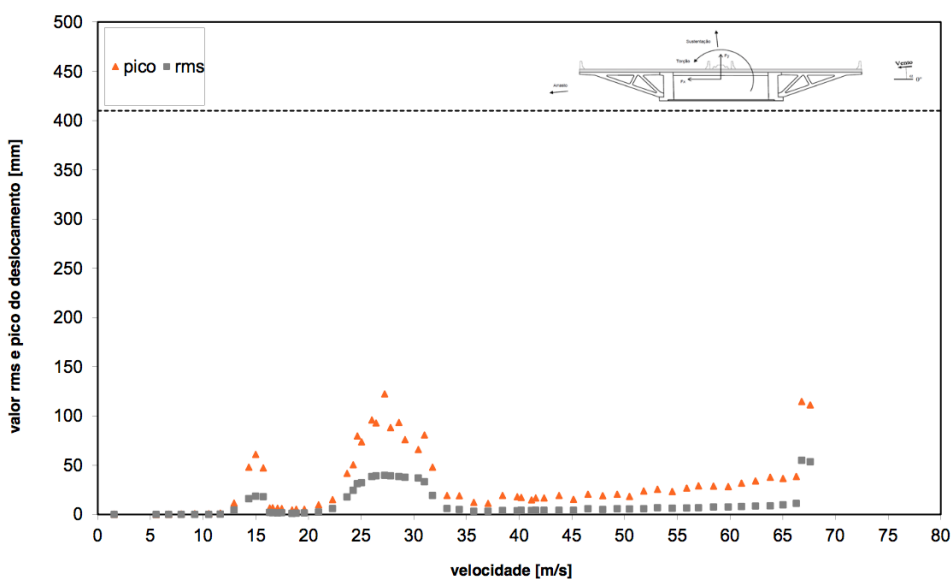 valor rms e pico do deslocamento [mm]
500
450
400
350
300
250
200
150
100
50
0
pico rms
Sustentação
Torção
Arrasto
Vento
0°
0 5 10 15 20 25 30 35 40 45 50 55 60 65 70 75 80
velocidade [m/s]